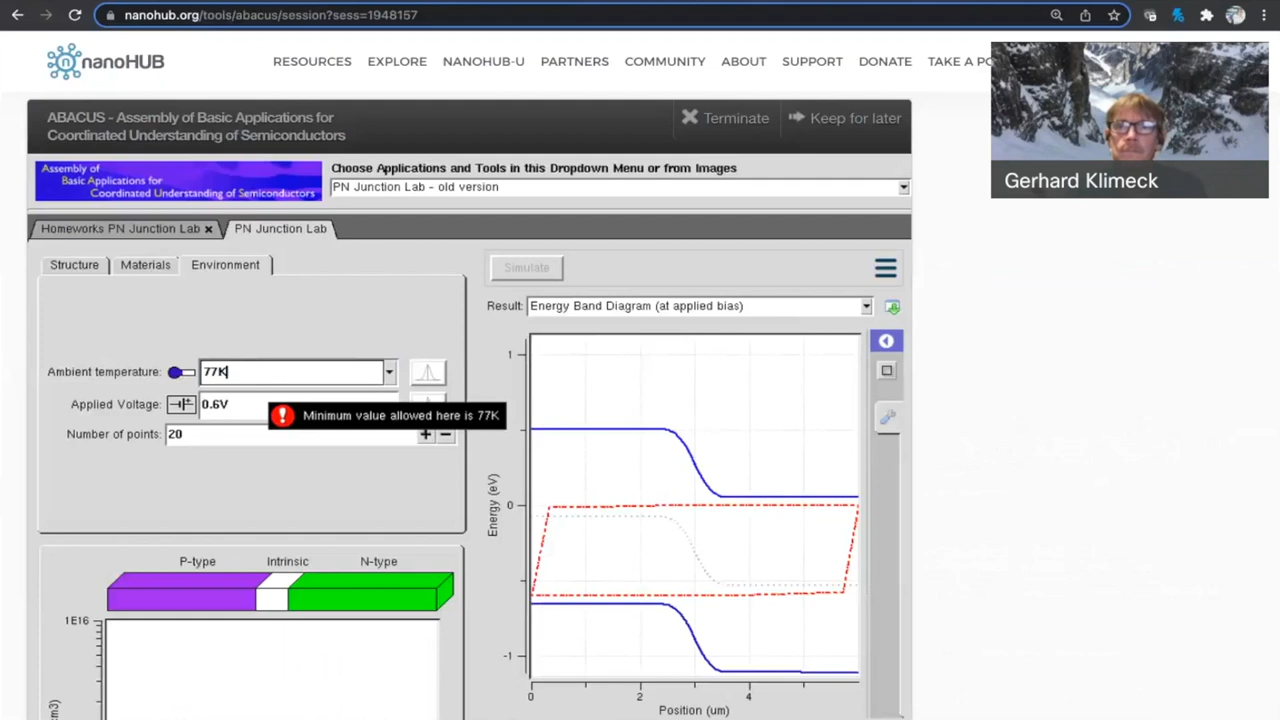 nanohub.org/tools/abacus/session?sess=1948157
nanoHUB
RESOURCES EXPLORE NANOHUB-U PARTNERS COMMUNITY ABOUT SUPPORT DONATE TAKE A PO
Gerhard Klimeck
ABACUS - Assembly of Basic Applications for
Coordinated Understanding of Semiconductors
Terminate
Keep for later
Assembly of
Basic Applications for
Coordinated Understanding of Semiconductors
Choose Applications and Tools in this Dropdown Menu or from Images
PN Junction Lab - old version
Homeworks PN Junction Lab
PN Junction Lab
Structure
Materials
Environment
Simulate
Result: Energy Band Diagram (at applied bias)
Ambient temperature: 77K
Applied Voltage: 0.6V
Minimum value allowed here is 77K
Number of points: 20
P-type
Intrinsic
N-type
1E16
cm3)
Energy (eV)
1
0
-1
0
2
4
Position (um)